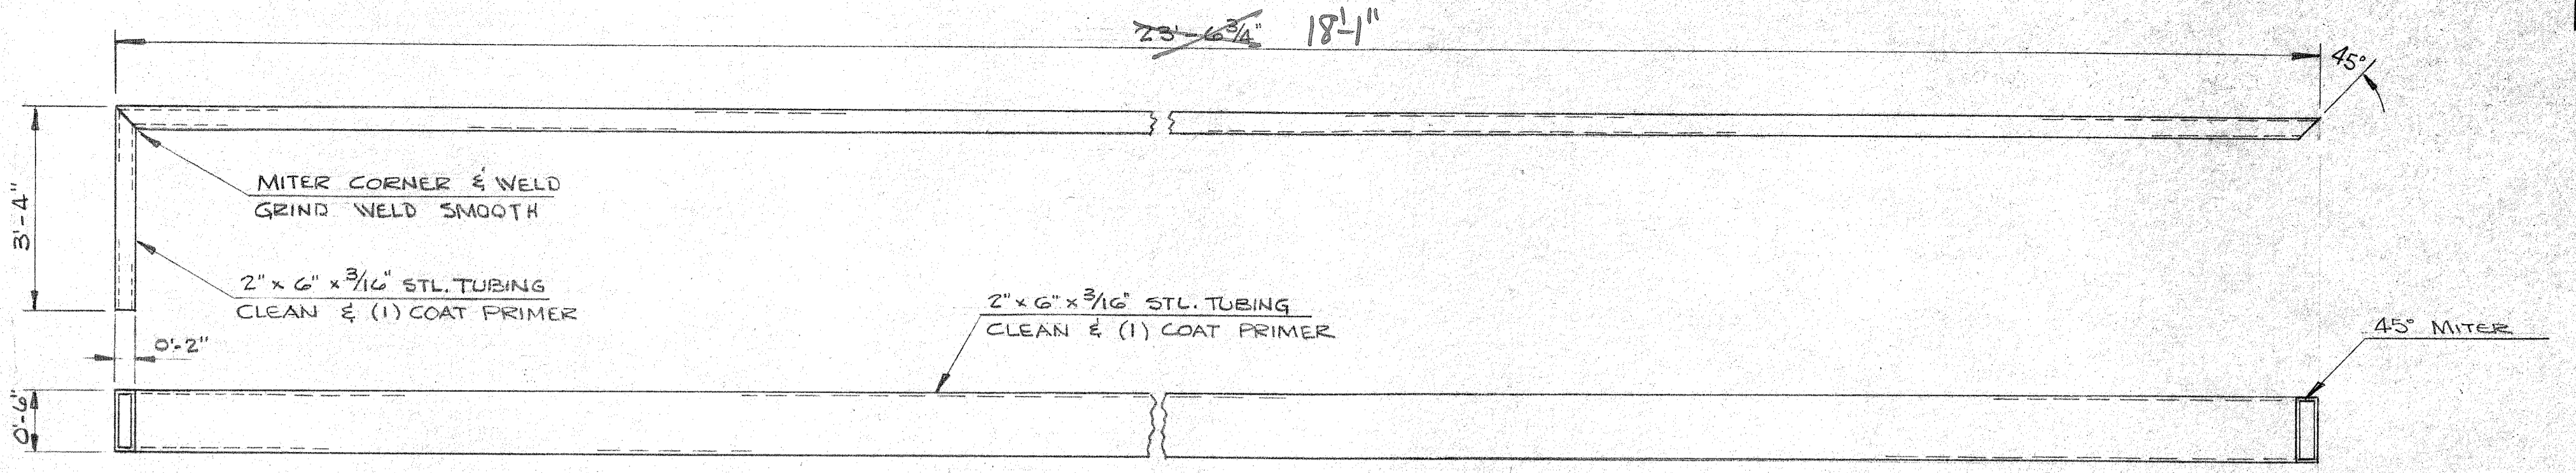 23'-6 3/4" 18'-1"
45°
3'-4"
MITER CORNER & WELD
GRIND WELD SMOOTH
2" x 6" x 3/16" STL. TUBING
CLEAN & (1) COAT PRIMER
0'-2"
2" x 6" x 3/16" STL. TUBING
CLEAN & (1) COAT PRIMER
45° MITER
0'-6"